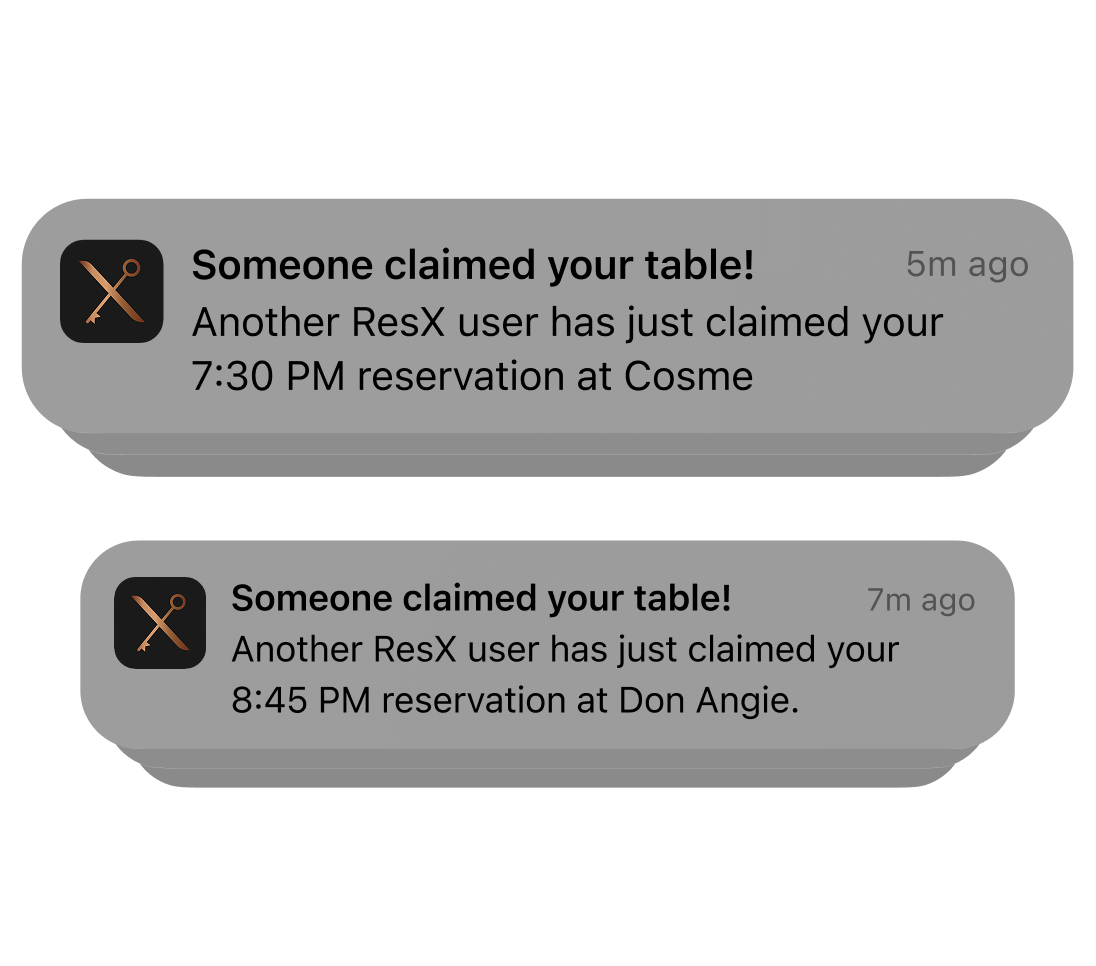 Someone claimed your table!
5m ago
Another ResX user has just claimed your
7:30 PM reservation at Cosme
Someone claimed your table!
7m ago
Another ResX user has just claimed your
8:45 PM reservation at Don Angie.